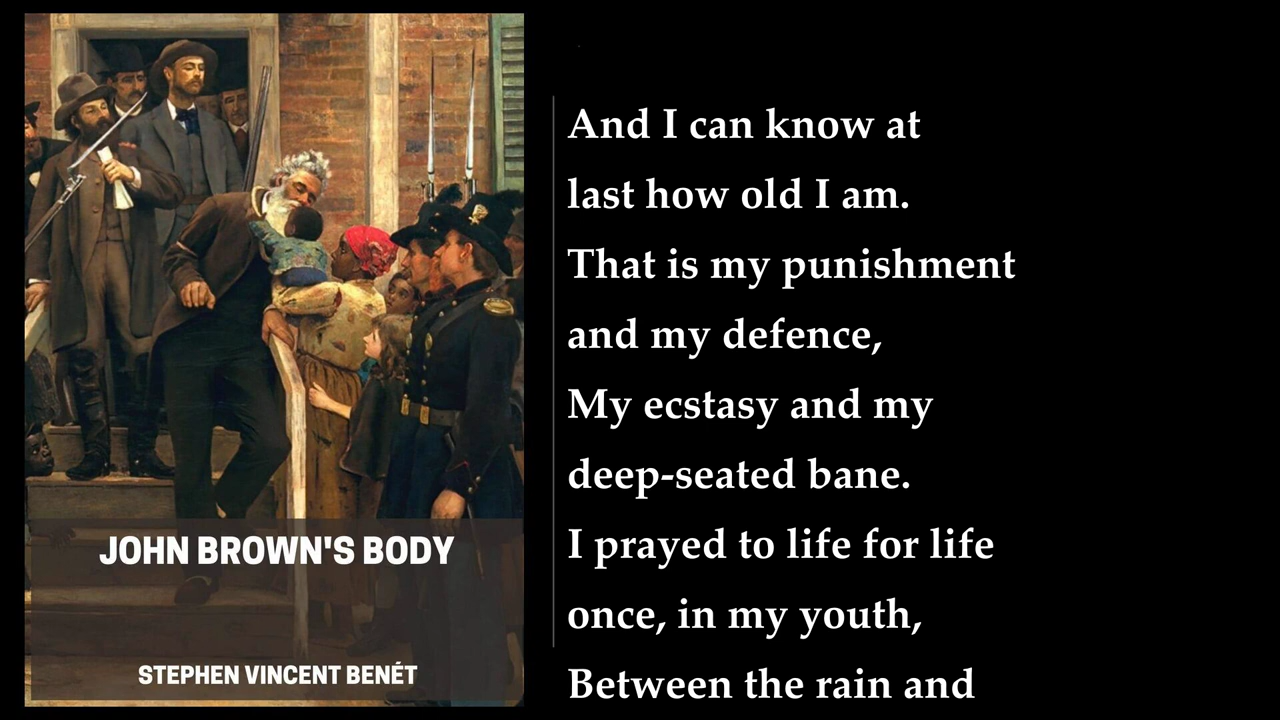 JOHN BROWN'S BODY
STEPHEN VINCENT BENÉT
And I can know at
last how old I am.
That is my punishment
and my defence,
My ecstasy and my
deep-seated bane.
I prayed to life for life
once, in my youth,
Between the rain and